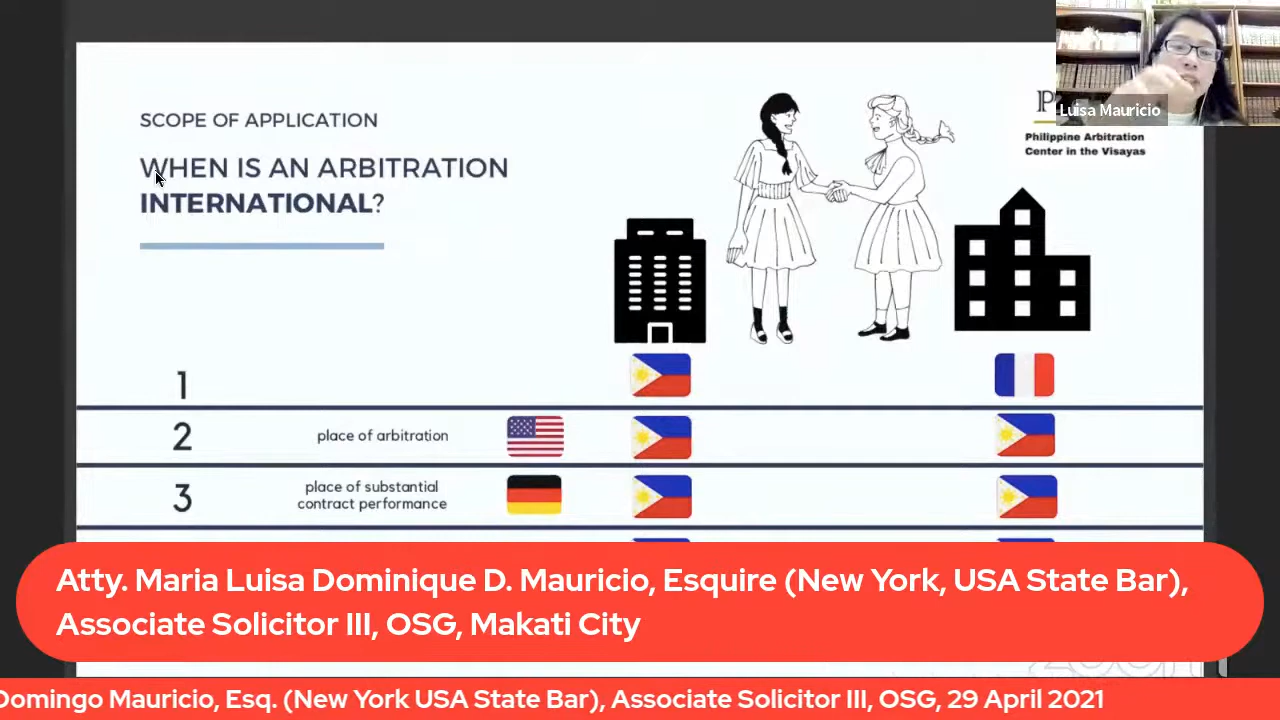 SCOPE OF APPLICATION
WHEN IS AN ARBITRATION
INTERNATIONAL?
Luisa Mauricio
Philippine Arbitration
Center in the Visayas
1
2
place of arbitration
3
place of substantial
contract performance
Atty. Maria Luisa Dominique D. Mauricio, Esquire (New York, USA State Bar),
Associate Solicitor III, OSG, Makati City
zoom
Domingo Mauricio, Esq. (New York USA State Bar), Associate Solicitor III, OSG, 29 April 2021